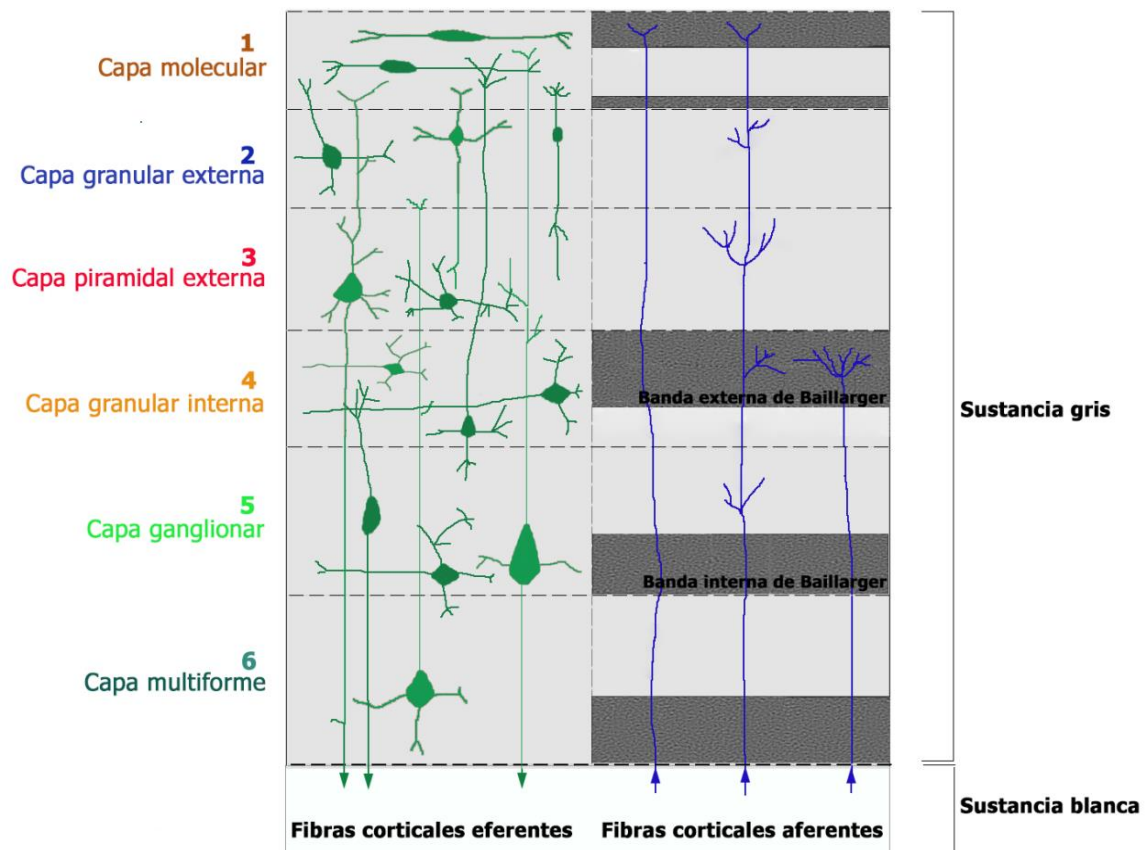 1
Capa molecular
2
Capa granular externa
3
Capa piramidal externa
4
Capa granular interna
5
Capa ganglionar
6
Capa multiforme
Banda externa de Baillarger
Banda interna de Baillarger
Sustancia gris
Sustancia blanca
Fibras corticales eferentes
Fibras corticales aferentes